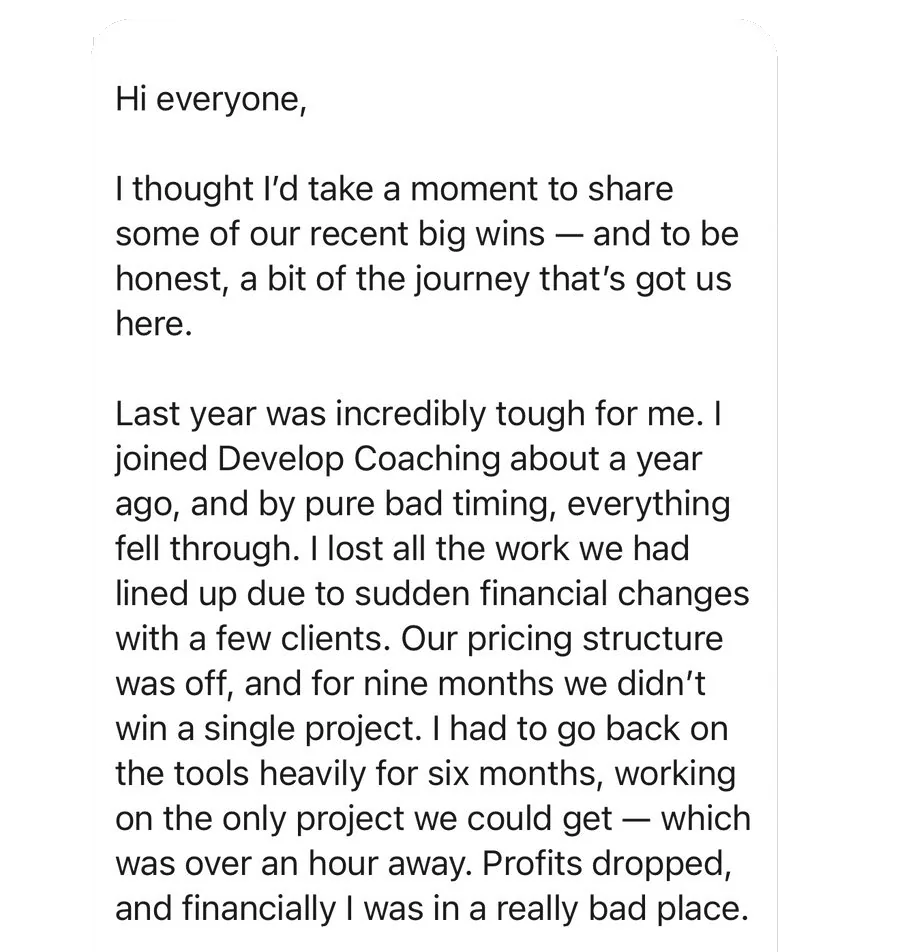 Hi everyone,
I thought I’d take a moment to share
some of our recent big wins — and to be
honest, a bit of the journey that’s got us
here.
Last year was incredibly tough for me. I
joined Develop Coaching about a year
ago, and by pure bad timing, everything
fell through. I lost all the work we had
lined up due to sudden financial changes
with a few clients. Our pricing structure
was off, and for nine months we didn’t
win a single project. I had to go back on
the tools heavily for six months, working
on the only project we could get — which
was over an hour away. Profits dropped,
and financially I was in a really bad place.